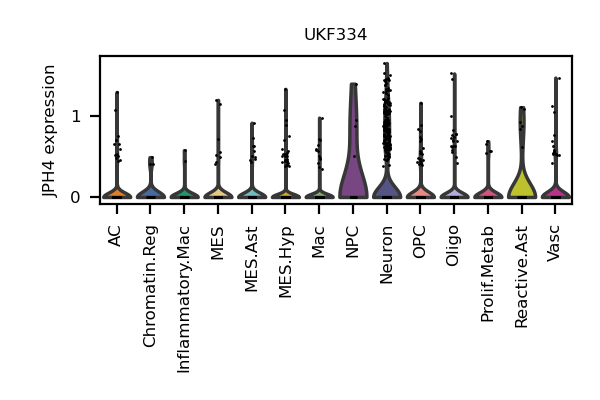 UKF334
JPH4 expression
1
0
AC
Chromatin.Reg
Inflammatory.Mac
MES
MES.Ast
MES.Hyp
Mac
NPC
Neuron
OPC
Oligo
Prolif.Metab
Reactive.Ast
Vasc